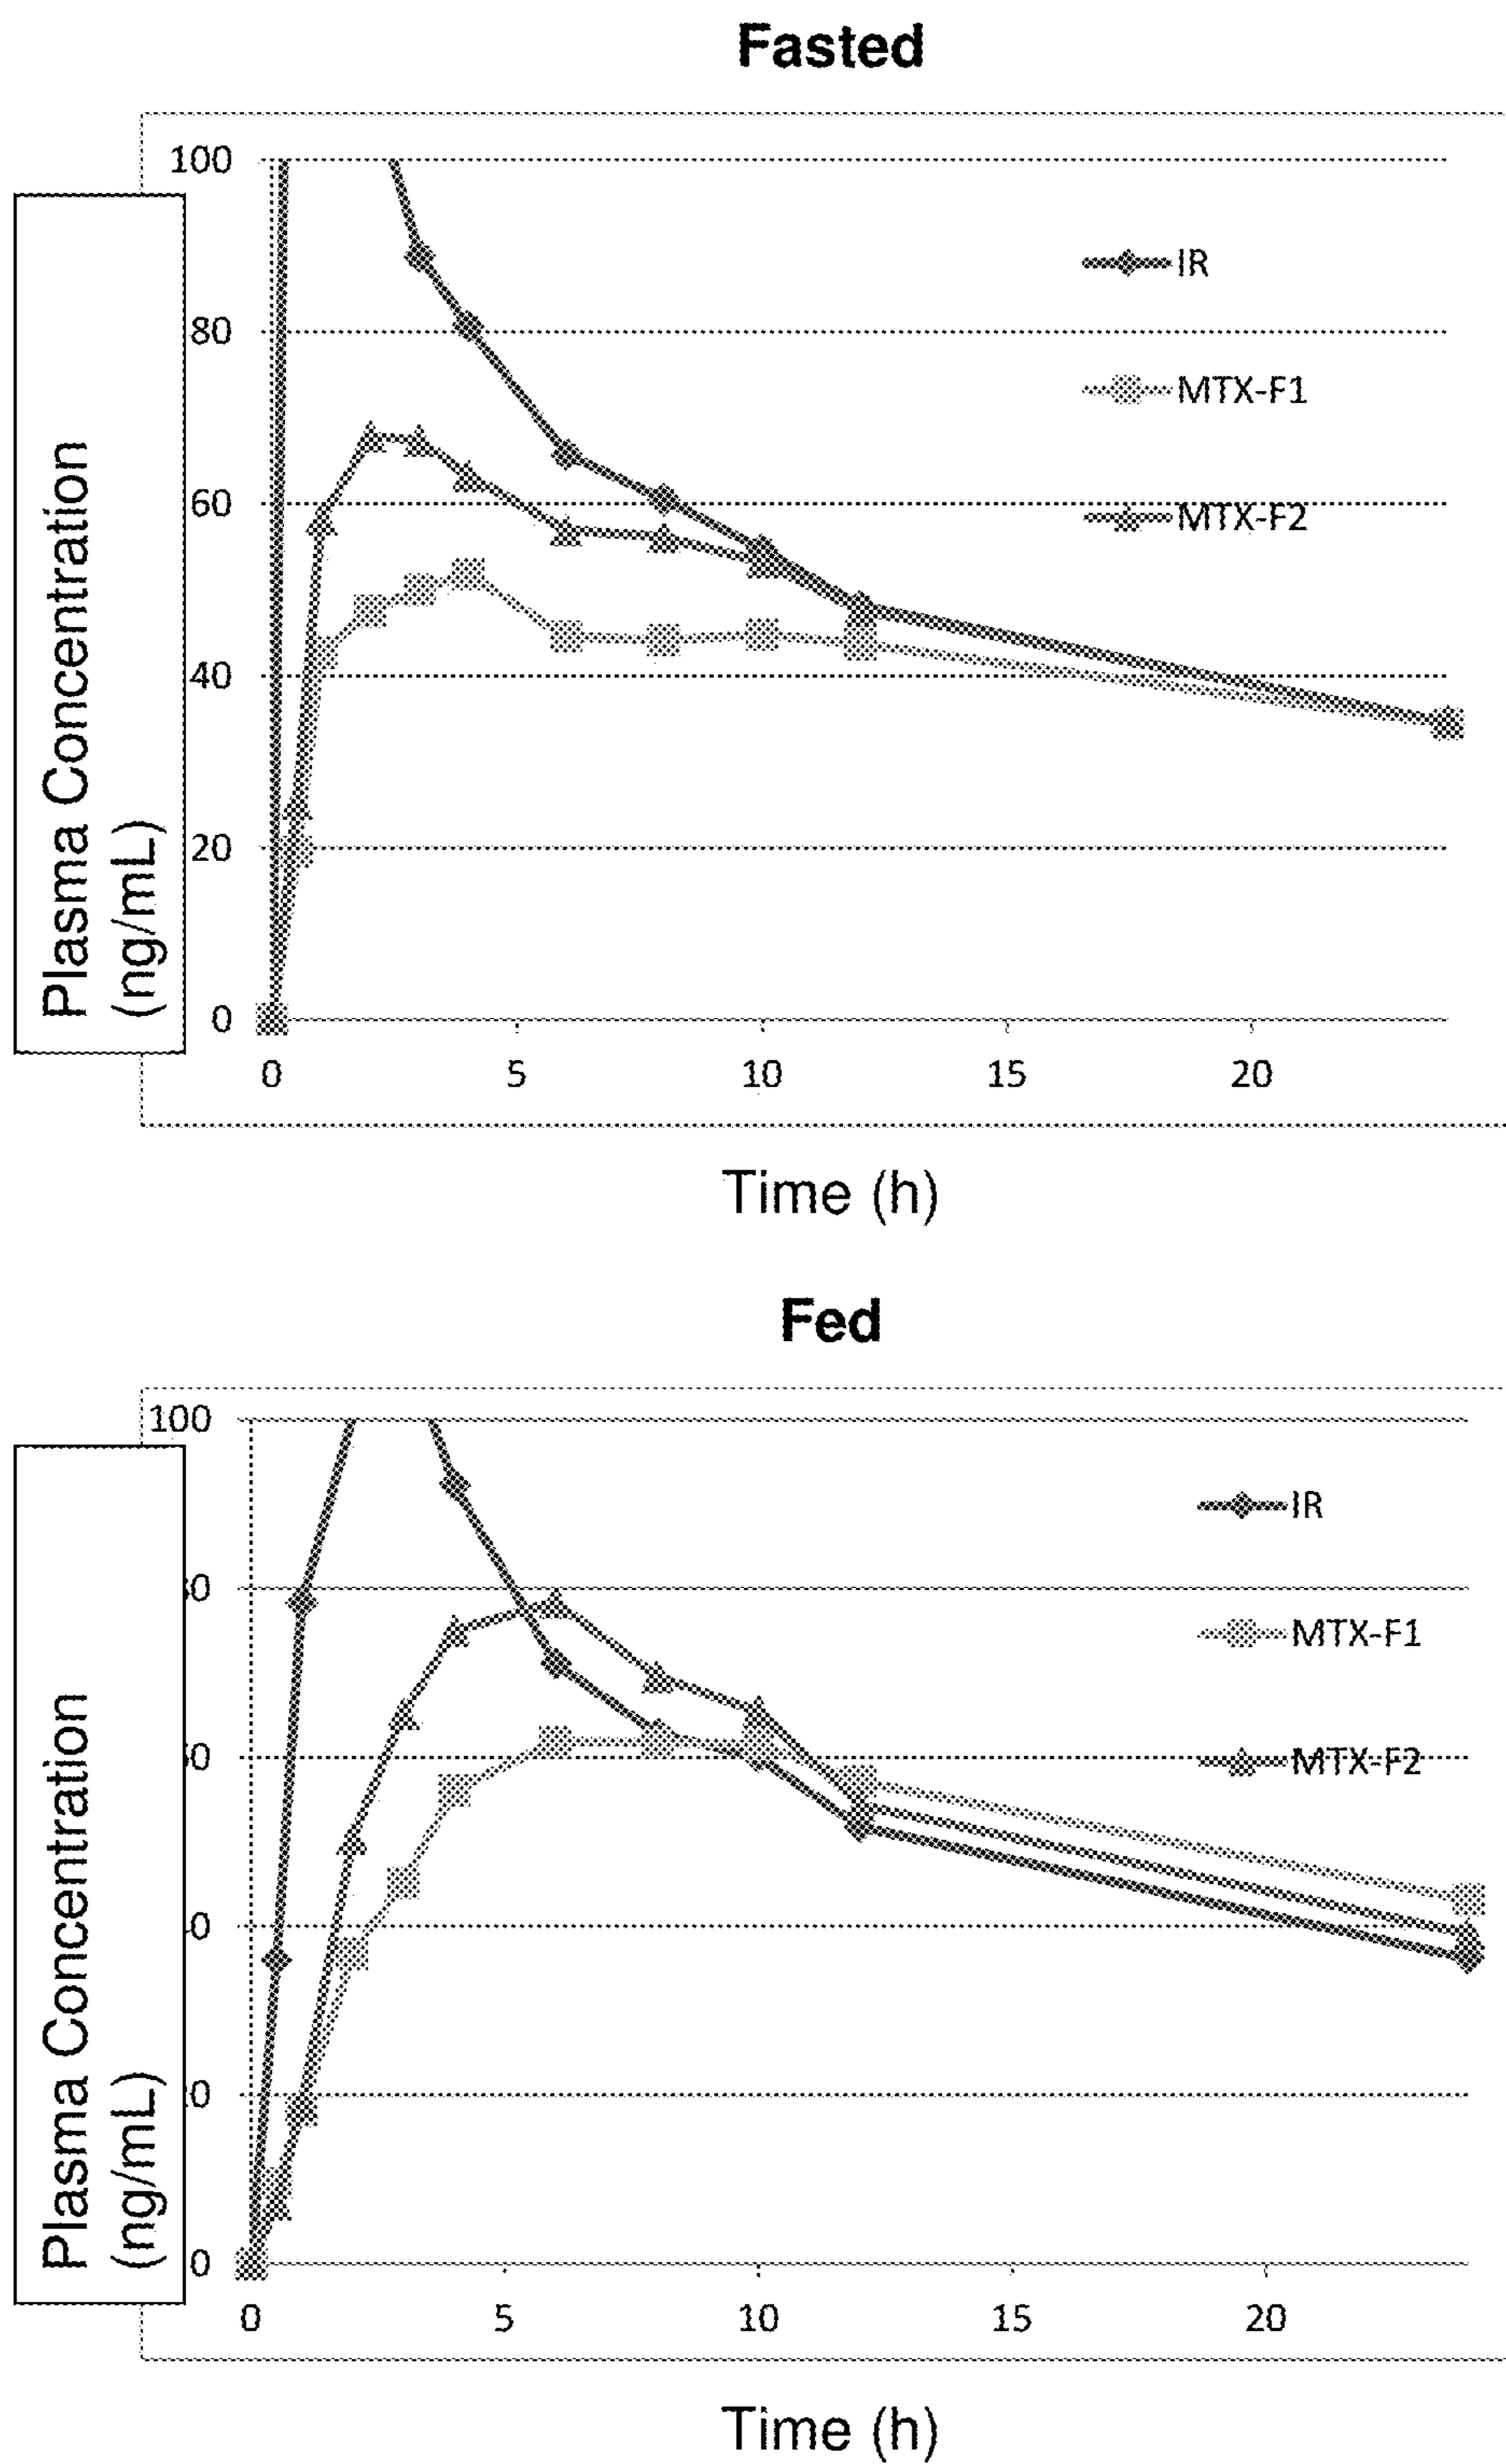 Fasted
Plasma Concentration
(ng/mL)
100
80
60
40
20
0
IR
MTX-F1
MTX-F2
0 5 10 15 20
Time (h)
Fed
Plasma Concentration
(ng/mL)
100
0
IR
MTX-F1
MTX-F2
0 5 10 15 20
Time (h)